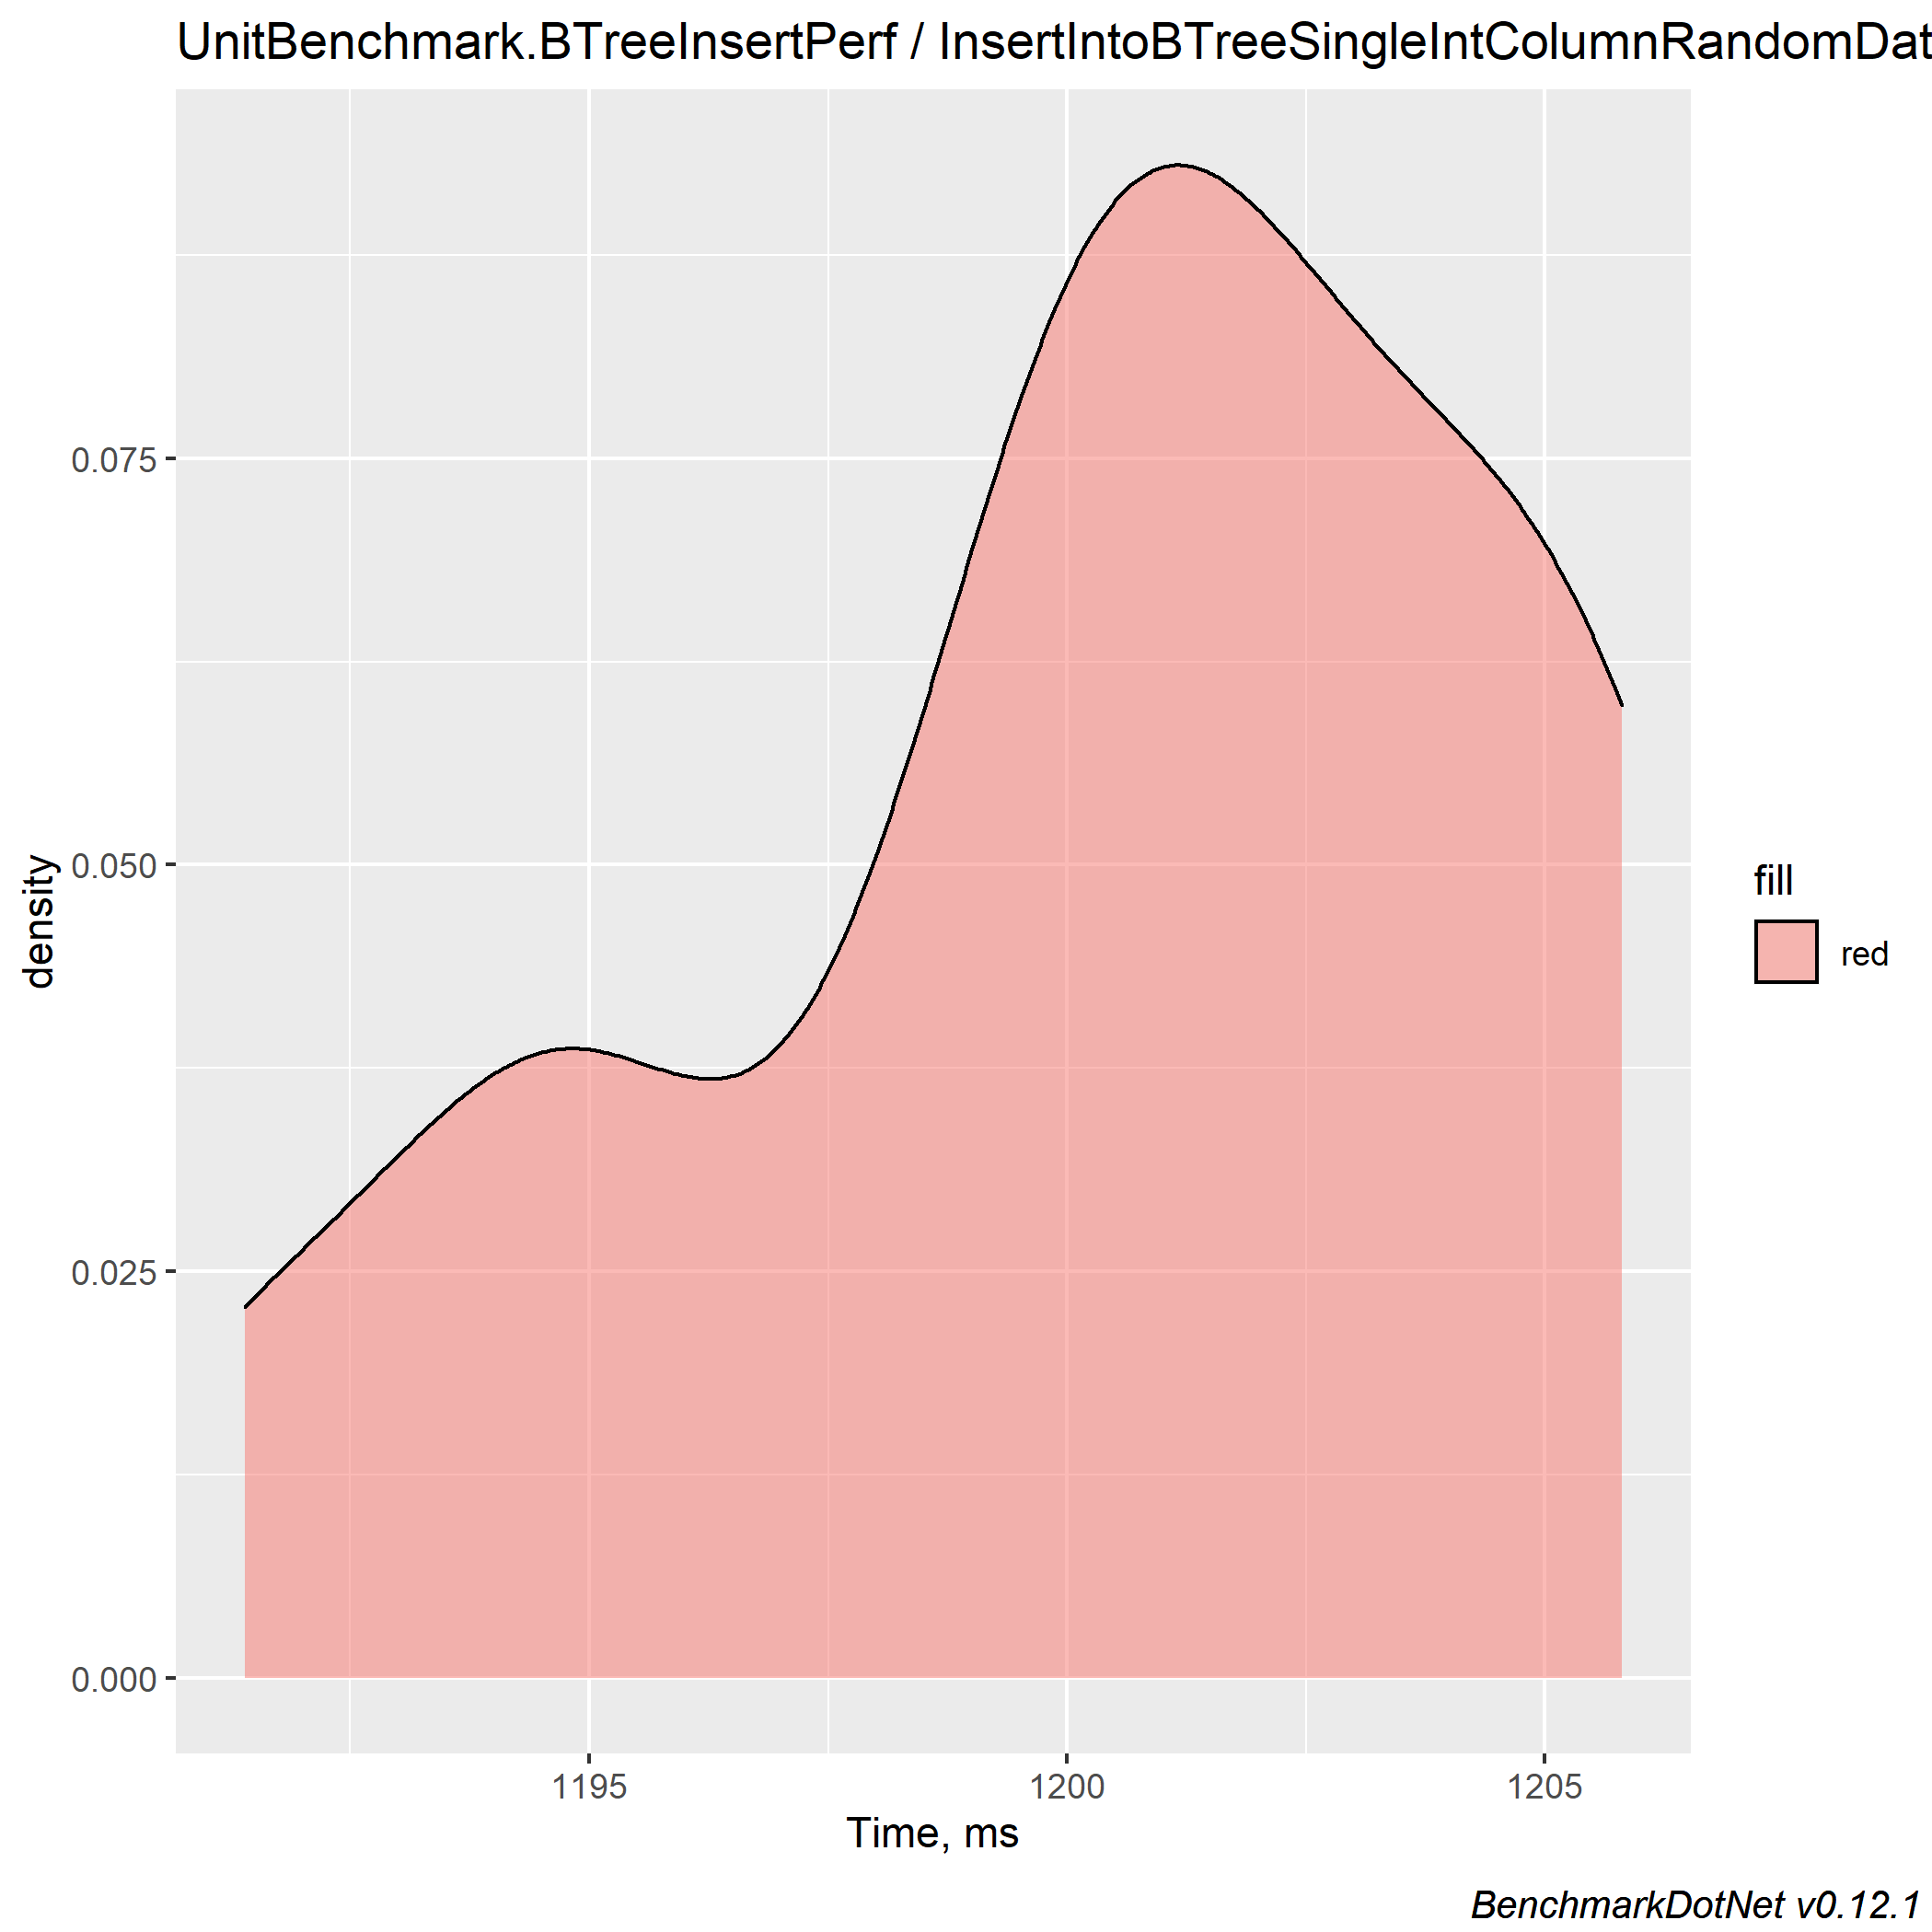 UnitBenchmark.BTreeInsertPerf / InsertIntoBTreeSingleIntColumnRandomDat
0.075
0.050
0.025
0.000
density
fill
red
1195 1200 1205
Time, ms
BenchmarkDotNet v0.12.1